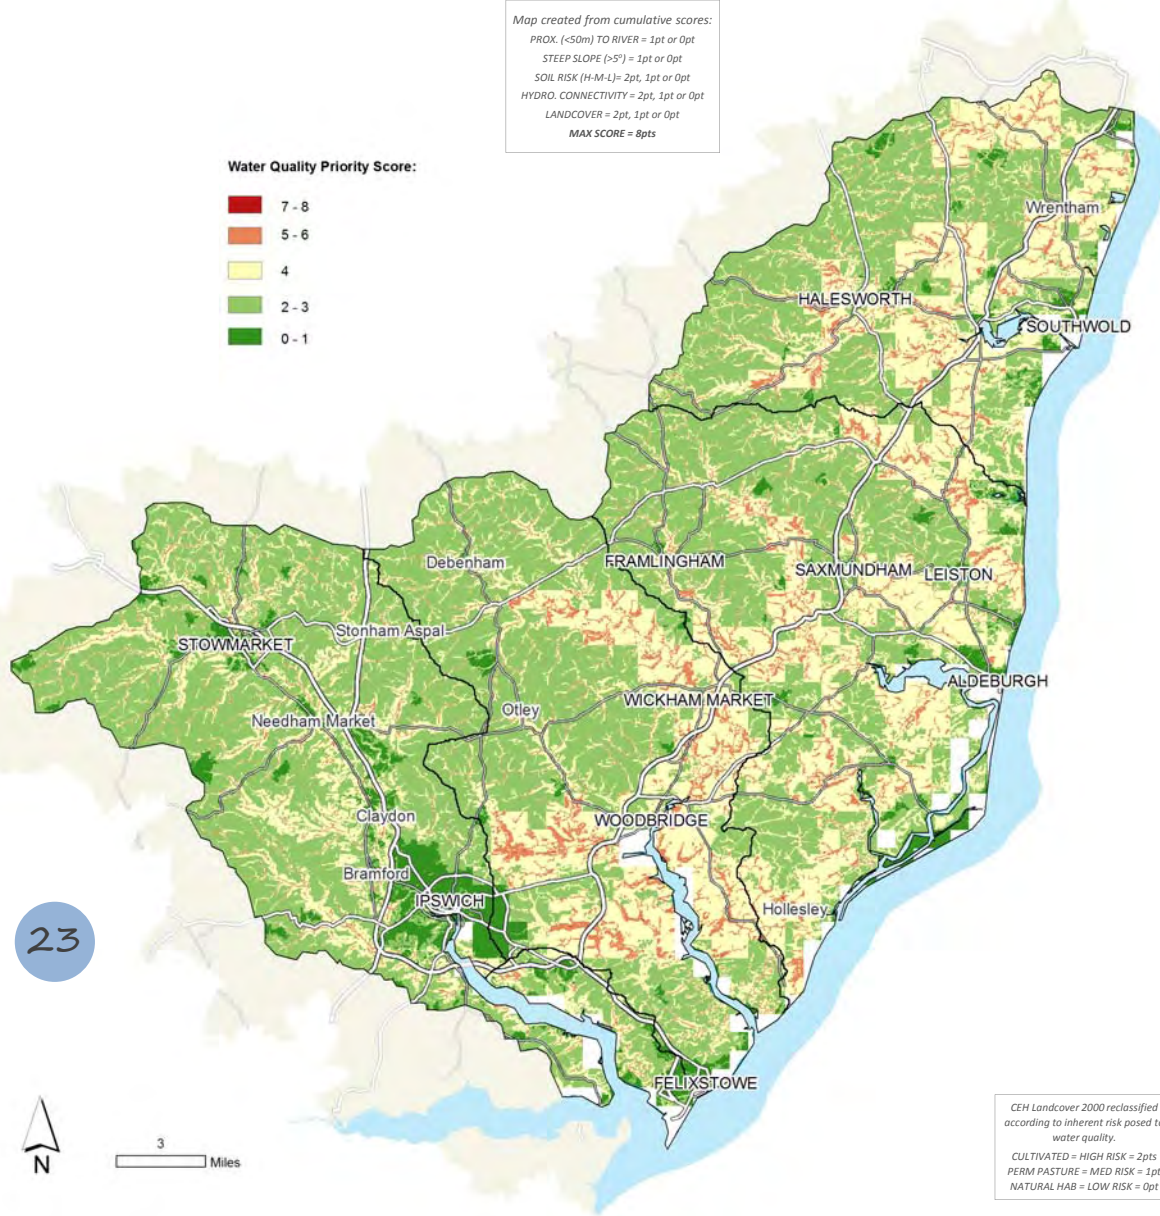 Map created from cumulative scores:
PROX. (<50m) TO RIVER = 1pt or 0pt
STEEP SLOPE (>5º) = 1pt or 0pt
SOIL RISK (H-M-L)= 2pt, 1pt or 0pt
HYDRO. CONNECTIVITY = 2pt, 1pt or 0pt
LANDCOVER = 2pt, 1pt or 0pt
MAX SCORE = 8pts
Water Quality Priority Score:
7 - 8
5 - 6
4
2 - 3
0 - 1
Wrentham
HALESWORTH
SOUTHWOLD
Debenham
FRAMLINGHAM
SAXMUNDHAM
LEISTON
Stonham Aspal
STOWMARKET
ALDEBURGH
WICKHAM MARKET
Otley
Needham Market
Claydon
WOODBRIDGE
Bramford
IPSWICH
Hollesley
23
FELIXSTOWE
N
3
Miles
CEH Landcover 2000 reclassified
according to inherent risk posed to
water quality.
CULTIVATED = HIGH RISK = 2pts
PERM PASTURE = MED RISK = 1pt
NATURAL HAB = LOW RISK = 0pt